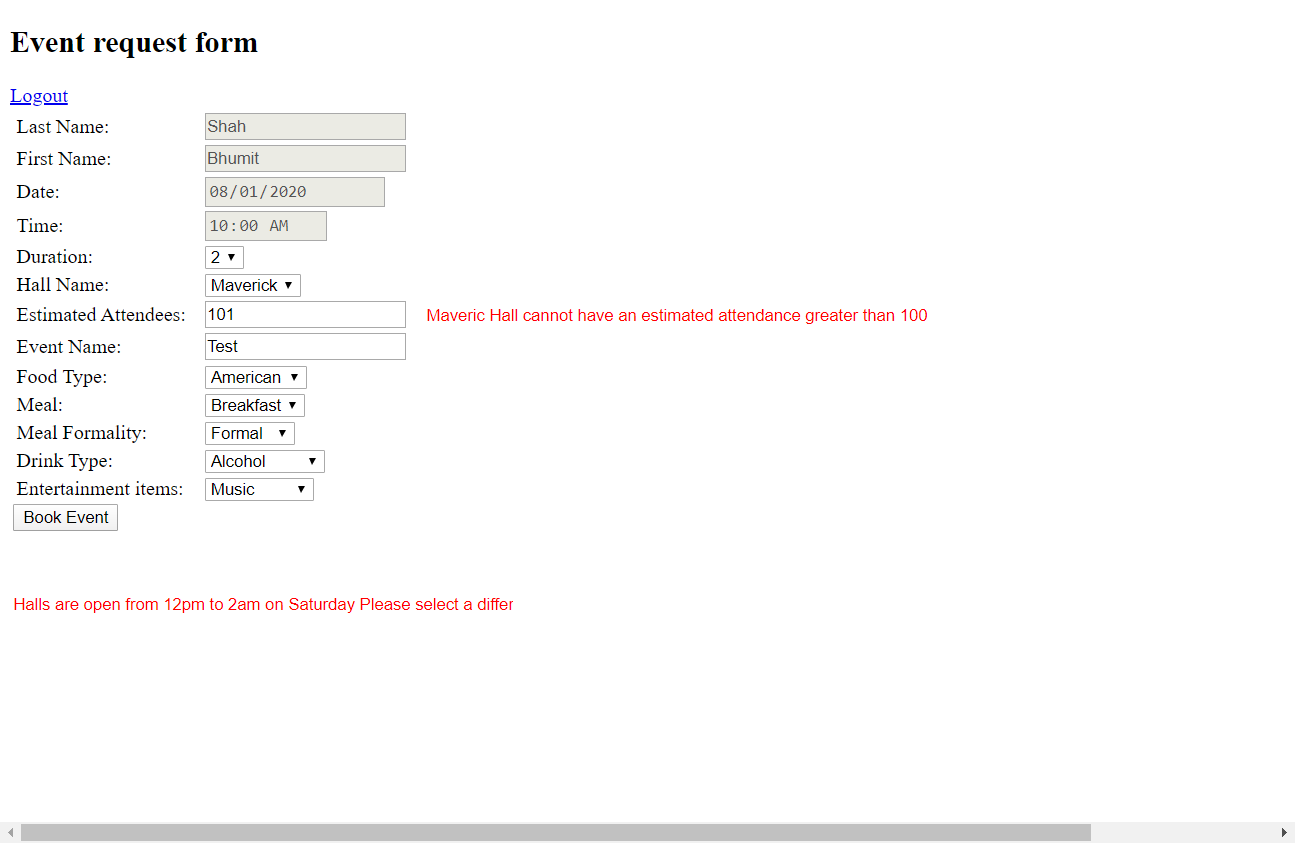 Event request form
Logout
Last Name: Shah
First Name: Bhumit
Date: 08/01/2020
Time: 10:00 AM
Duration: 2
Hall Name: Maverick
Estimated Attendees: 101 Maveric Hall cannot have an estimated attendance greater than 100
Event Name: Test
Food Type: American
Meal: Breakfast
Meal Formality: Formal
Drink Type: Alcohol
Entertainment items: Music
Book Event
Halls are open from 12pm to 2am on Saturday Please select a differ